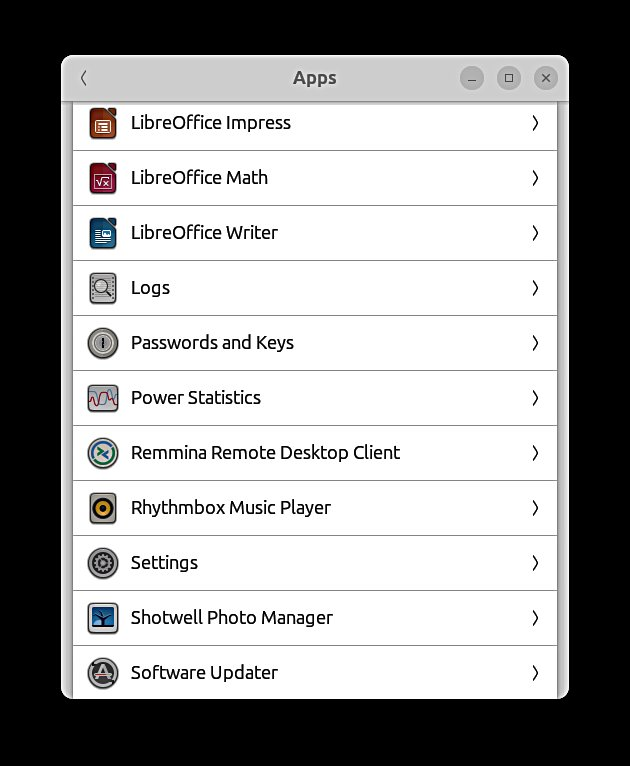 Apps
LibreOffice Impress
LibreOffice Math
LibreOffice Writer
Logs
Passwords and Keys
Power Statistics
Remmina Remote Desktop Client
Rhythmbox Music Player
Settings
Shotwell Photo Manager
Software Updater